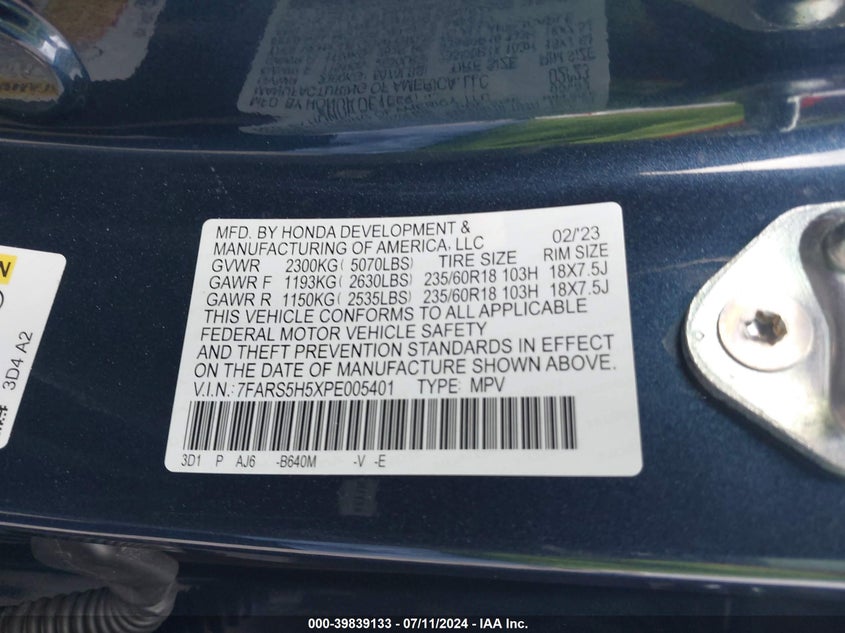 MFD. BY HONDA DEVELOPMENT & 02/'23
MANUFACTURING OF AMERICA, LLC
GVWR 2300KG( 5070LBS) TIRE SIZE RIM SIZE
GAWR F 1193KG( 2630LBS) 235/60R18 103H 18X7.5J
GAWR R 1150KG( 2535LBS) 235/60R18 103H 18X7.5J
THIS VEHICLE CONFORMS TO ALL APPLICABLE
FEDERAL MOTOR VEHICLE SAFETY
AND THEFT PREVENTION STANDARDS IN EFFECT
ON THE DATE OF MANUFACTURE SHOWN ABOVE.
V.I.N.: 7FARS5H5XPE005401 TYPE: MPV
3D1 P AJ6 -B640M -V -E
3D4 A2
000-39839133 - 07/11/2024 - IAA Inc.